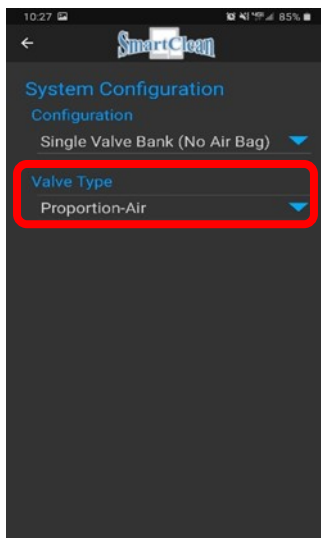 10:27
85%
SmartClean
System Configuration
Configuration
Single Valve Bank (No Air Bag)
Valve Type
Proportion-Air